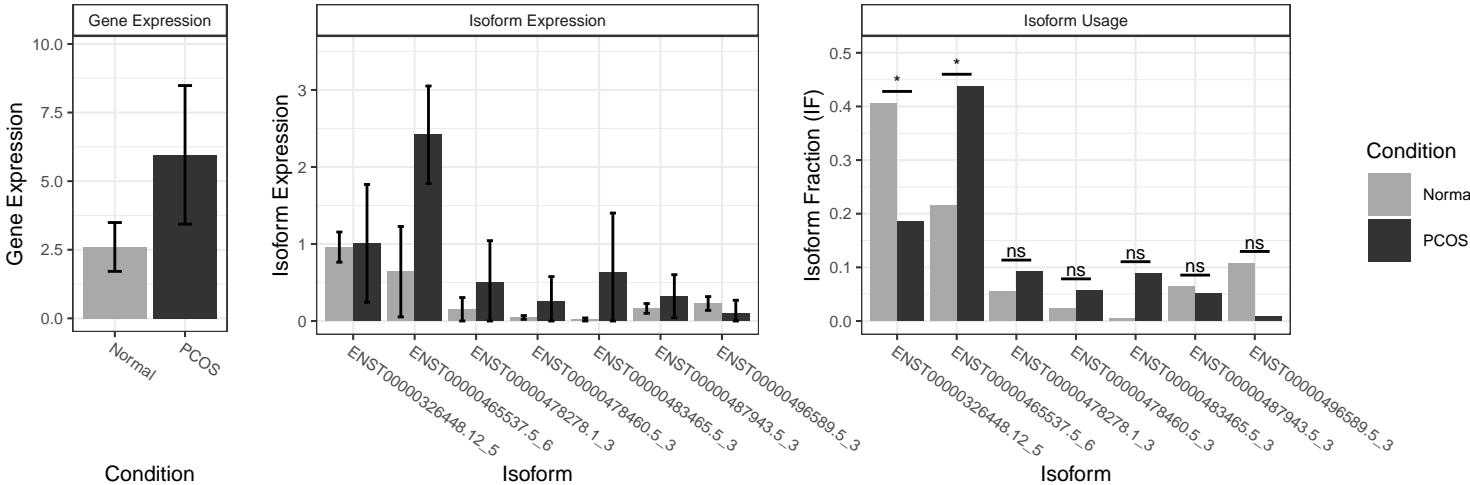 Gene Expression
Gene Expression
10.0
7.5
5.0
2.5
0.0
Normal
PCOS
Condition
Isoform Expression
Isoform Expression
3
2
1
0
ENST00000326448.12_5
ENST00000465537.5_6
ENST00000478278.1_3
ENST00000478460.5_3
ENST00000483465.5_3
ENST00000487943.5_3
ENST00000496589.5_3
Isoform
Isoform Usage
Isoform Fraction (IF)
0.5
0.4
0.3
0.2
0.1
0.0
*
*
ns
ns
ns
ns
ns
ENST00000326448.12_5
ENST00000465537.5_6
ENST00000478278.1_3
ENST00000478460.5_3
ENST00000483465.5_3
ENST00000487943.5_3
ENST00000496589.5_3
Isoform
Condition
Norma
PCOS